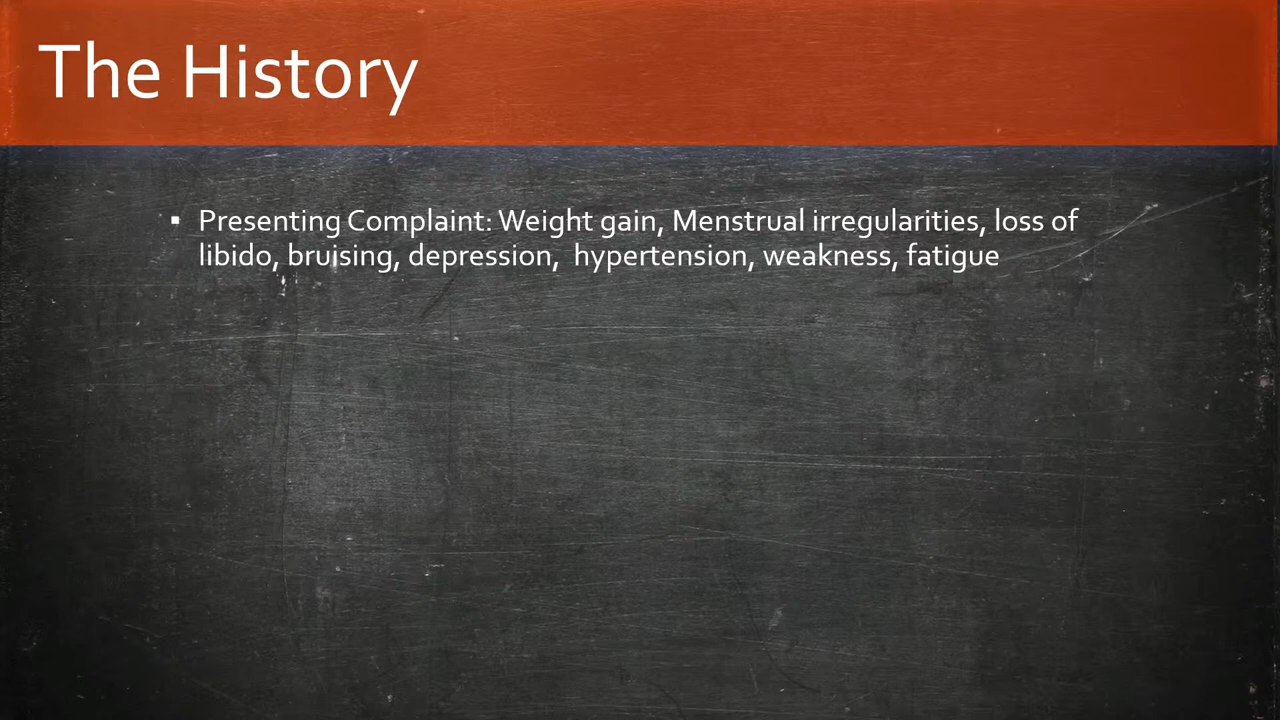 The History
▪ Presenting Complaint: Weight gain, Menstrual irregularities, loss of
libido, bruising, depression,  hypertension, weakness, fatigue